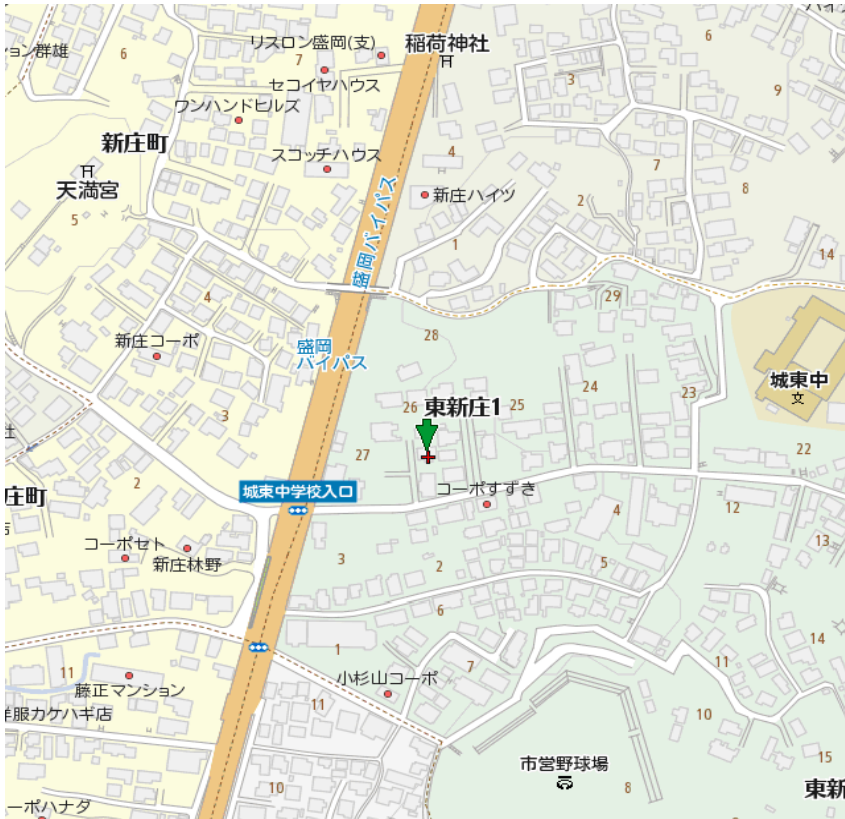 ション群雄
6
リスロン盛岡(支)
7
セコイヤハウス
稲荷神社
ワンハンドヒルズ
3
6
9
新庄町
スコッチハウス
4
7
8
天満宮
5
新庄ハイツ
2
盛岡バイパス
1
14
4
29
28
新庄コーポ
盛岡
バイパス
城東中
文
24
23
26
東新庄1
25
3
27
22
2
庄町
城東中学校入口
コーポすずき
4
12
13
コーポセト
新庄林野
3
2
5
6
1
14
11
11
藤正マンション
7
小杉山コーポ
洋服カケハギ店
11
10
15
市営野球場
10
8
東新
ーポハナタ